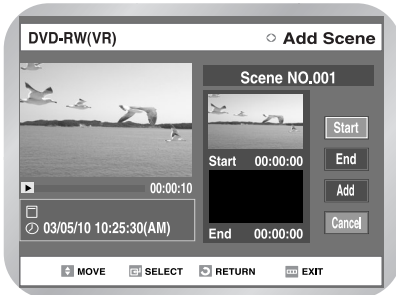 DVD-RW(VR)
Add Scene
Scene NO.001
Start 00:00:00
End 00:00:00
Start
End
Add
Cancel
00:00:10
03/05/10 10:25:30(AM)
MOVE SELECT RETURN EXIT